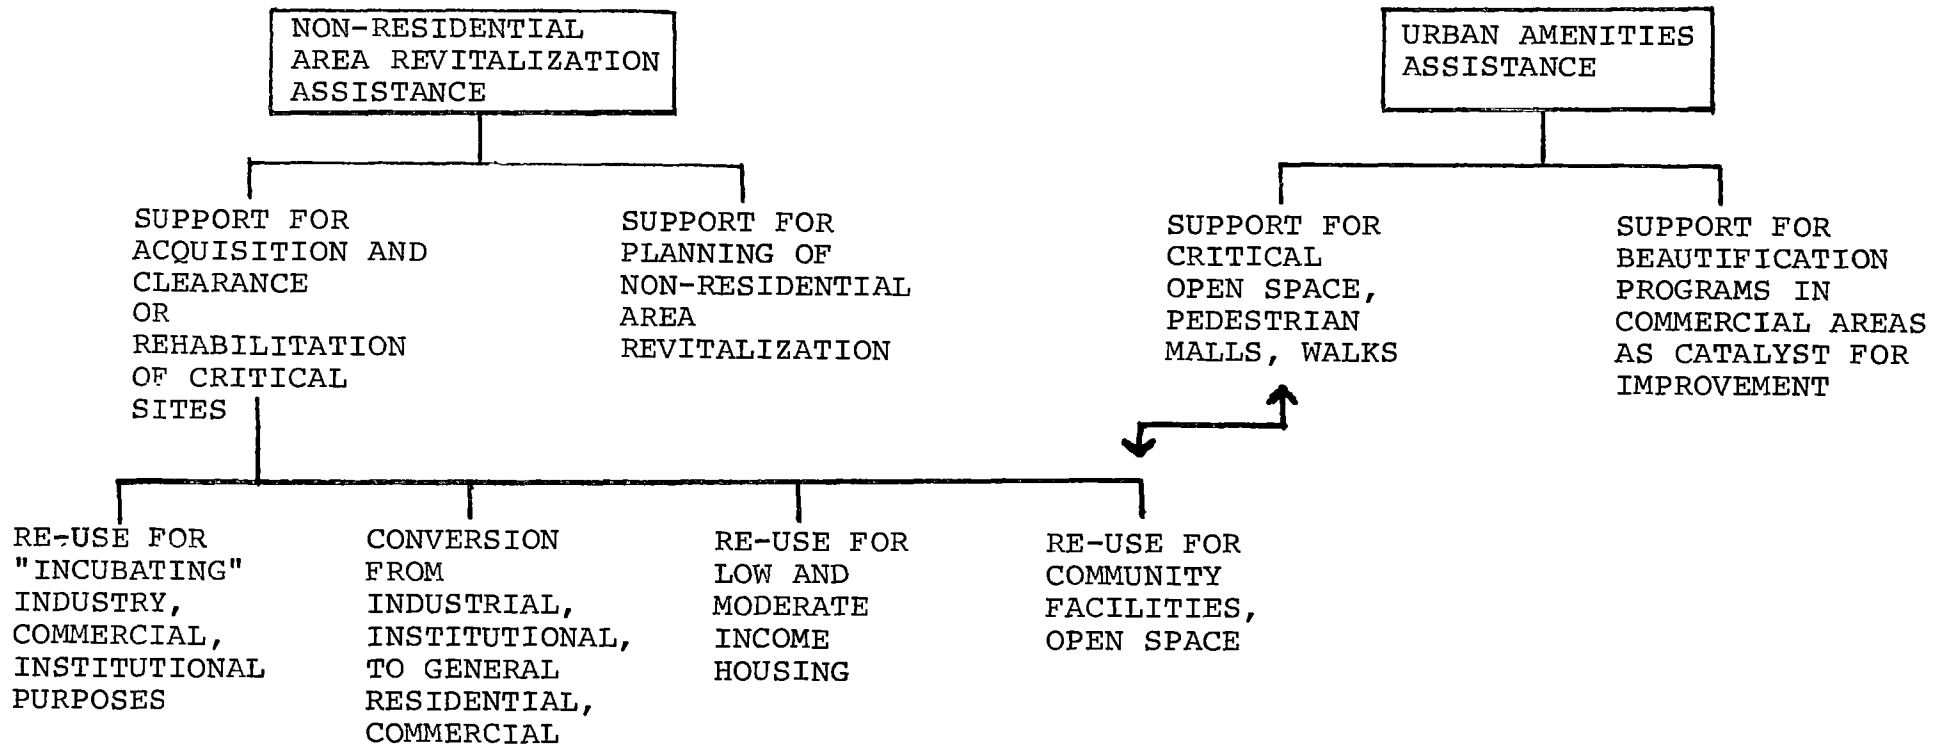 NON-RESIDENTIAL
AREA REVITALIZATION
ASSISTANCE
URBAN AMENITIES
ASSISTANCE
SUPPORT FOR
ACQUISITION AND
CLEARANCE
OR
REHABILITATION
OF CRITICAL
SITES
SUPPORT FOR
PLANNING OF
NON-RESIDENTIAL
AREA
REVITALIZATION
SUPPORT FOR
CRITICAL
OPEN SPACE,
PEDESTRIAN
MALLS, WALKS
SUPPORT FOR
BEAUTIFICATION
PROGRAMS IN
COMMERCIAL AREAS
AS CATALYST FOR
IMPROVEMENT
RE-USE FOR
"INCUBATING"
INDUSTRY,
COMMERCIAL,
INSTITUTIONAL
PURPOSES
CONVERSION
FROM
INDUSTRIAL,
INSTITUTIONAL,
TO GENERAL
RESIDENTIAL,
COMMERCIAL
RE-USE FOR
LOW AND
MODERATE
INCOME
HOUSING
RE-USE FOR
COMMUNITY
FACILITIES,
OPEN SPACE